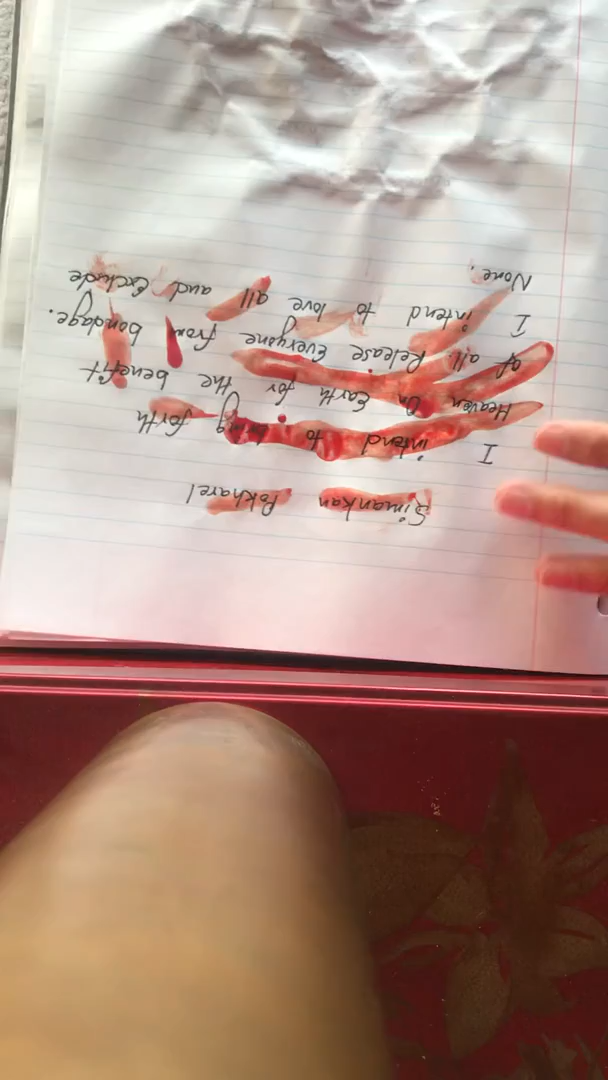 Simankan Pokharel
I intend to bring forth
Heaven On Earth for the benefit
of all. Release Everyone from bondage.
I intend to love all and Exclude
None.